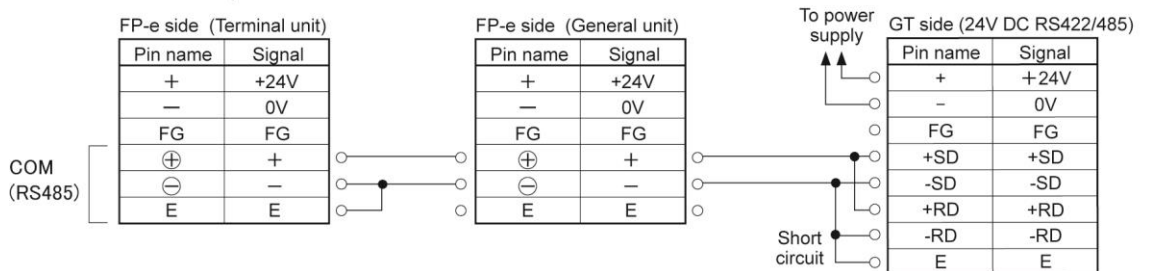 To power
supply
FP-e side (Terminal unit)
Pin name Signal
+ +24V
— 0V
FG FG
⊕ +
⊖ —
E E
COM
(RS485)
FP-e side (General unit)
Pin name Signal
+ +24V
— 0V
FG FG
⊕ +
⊖ —
E E
GT side (24V DC RS422/485)
Pin name Signal
+ +24V
- 0V
FG FG
+SD +SD
-SD -SD
+RD +RD
-RD -RD
E E
Short
circuit